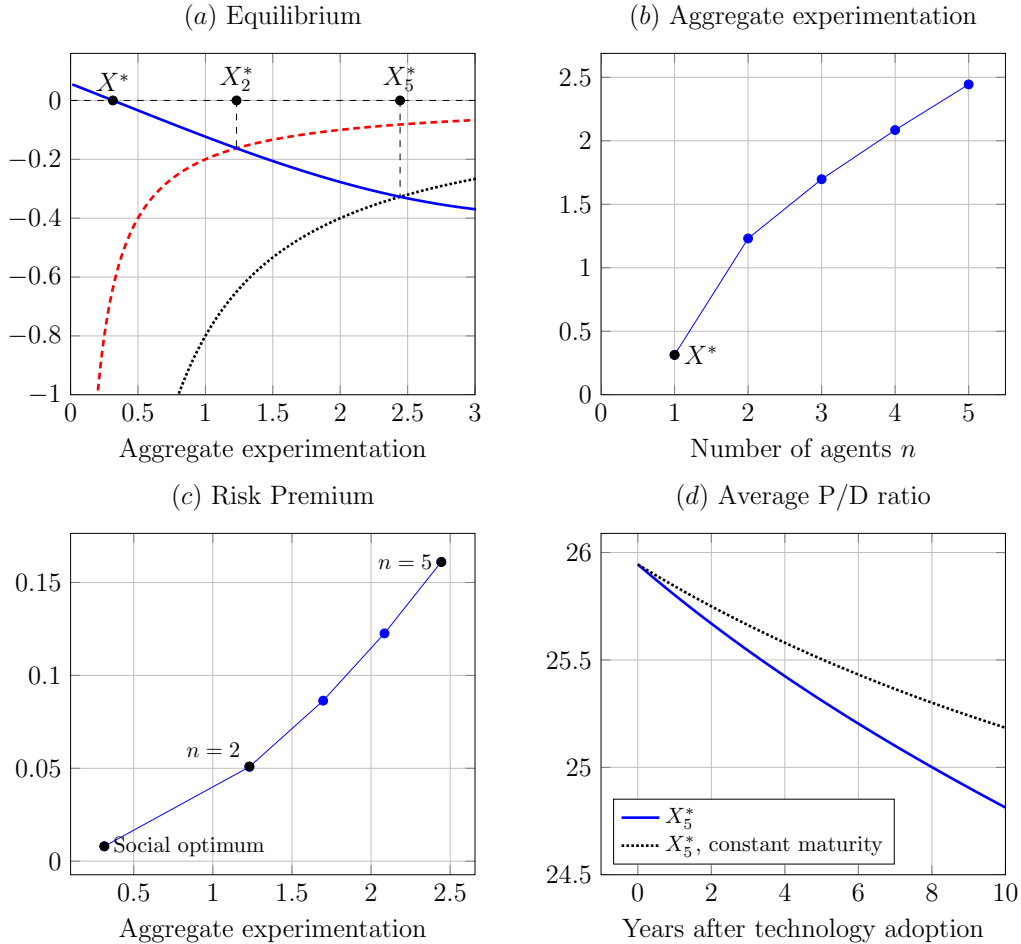 (a) Equilibrium
X* X*₂ X*₅
0
−0.2
−0.4
−0.6
−0.8
−1
0 0.5 1 1.5 2 2.5 3
Aggregate experimentation
(b) Aggregate experimentation
2.5
2
1.5
1
0.5
0
X*
0 1 2 3 4 5
Number of agents n
(c) Risk Premium
0.15
0.1
0.05
0
n = 5
n = 2
Social optimum
0.5 1 1.5 2 2.5
Aggregate experimentation
(d) Average P/D ratio
26
25.5
25
24.5
X*₅
X*₅, constant maturity
0 2 4 6 8 10
Years after technology adoption